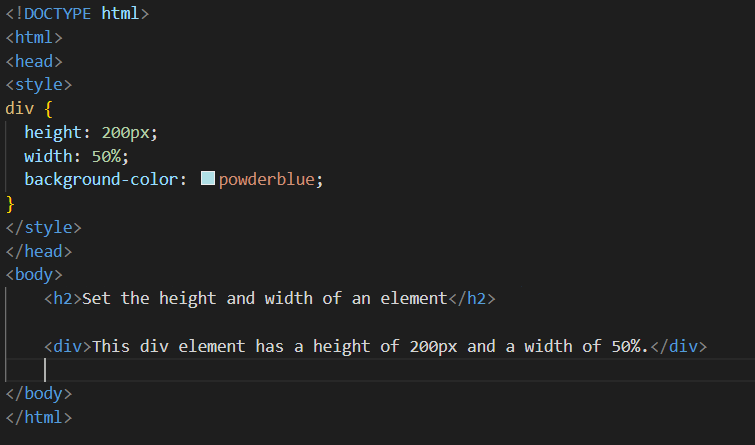 <!DOCTYPE html>
<html>
<head>
<style>
div {
  height: 200px;
  width: 50%;
  background-color: powderblue;
}
</style>
</head>
<body>
    <h2>Set the height and width of an element</h2>

    <div>This div element has a height of 200px and a width of 50%.</div>

</body>
</html>